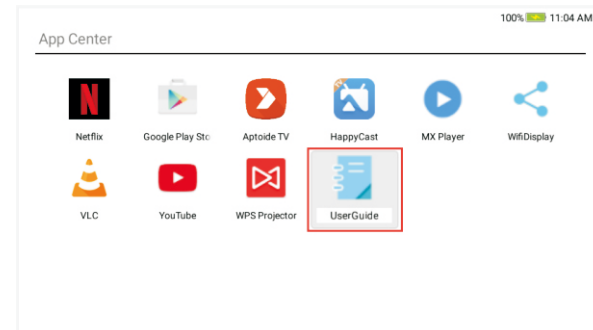 100% 11:04 AM
App Center
Netflix Google Play Sto Aptoide TV HappyCast MX Player WifiDisplay
VLC YouTube WPS Projector UserGuide